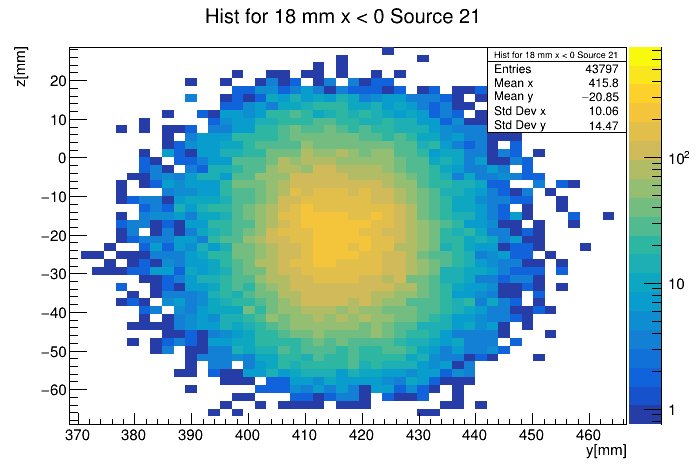 Hist for 18 mm x < 0 Source 21
z[mm]
Hist for 18 mm x < 0 Source 21
Entries 43797
Mean x 415.8
Mean y −20.85
Std Dev x 10.06
Std Dev y 14.47
20
10
0
−10
−20
−30
−40
−50
−60
10²
10
1
370 380 390 400 410 420 430 440 450 460
y[mm]